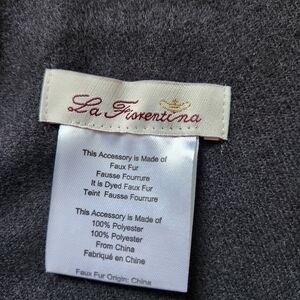 La Fiorentina
This Accessory is Made of
Faux Fur
Fausse Fourrure
It is Dyed Faux Fur
Teint Fausse Fourrure
This Accessory is Made of
100% Polyester
100% Polyester
From China
Fabriqué en Chine
Faux Fur Origin: China